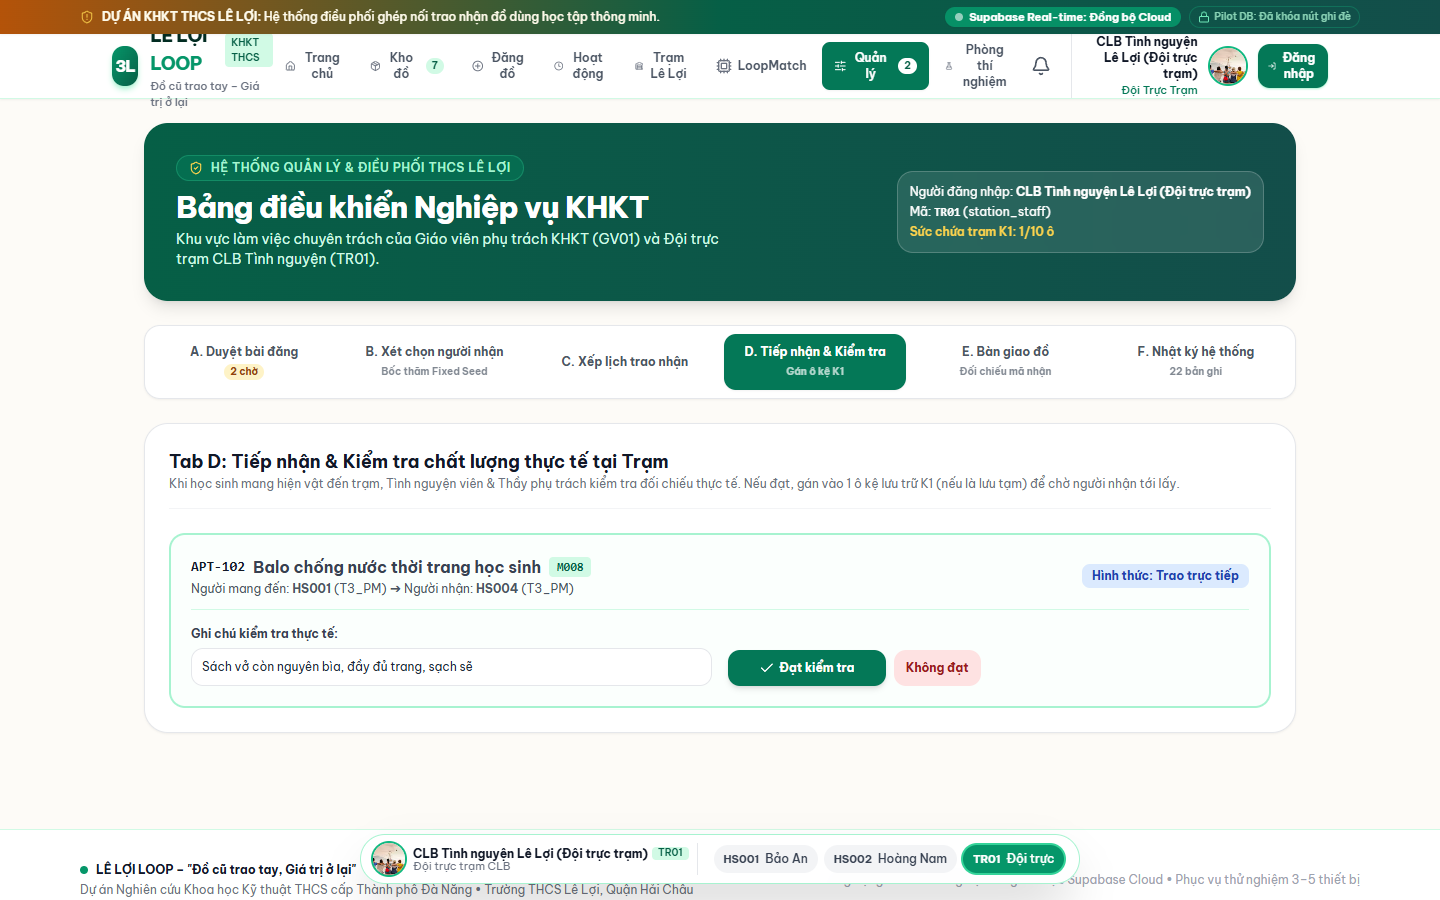 DỰ ÁN KHKT THCS LÊ LỢI: Hệ thống điều phối ghép nối trao nhận đồ dùng học tập thông minh.
Supabase Real-time: Đồng bộ Cloud
Pilot DB: Đã khóa nút ghi đè
3L
LÊ LỢI
LOOP
KHKT
THCS
Đồ cũ trao tay – Giá
trị ở lại
Trang
chủ
Kho
đồ
7
Đăng
đồ
Hoạt
động
Trạm
Lê Lợi
LoopMatch
Quản
lý
2
Phòng
thí
nghiệm
CLB Tình nguyện
Lê Lợi (Đội trực
trạm)
Đội Trực Trạm
Đăng
nhập
HỆ THỐNG QUẢN LÝ & ĐIỀU PHỐI THCS LÊ LỢI
Bảng điều khiển Nghiệp vụ KHKT
Khu vực làm việc chuyên trách của Giáo viên phụ trách KHKT (GV01) và Đội trực
trạm CLB Tình nguyện (TR01).
Người đăng nhập: CLB Tình nguyện Lê Lợi (Đội trực trạm)
Mã: TR01 (station_staff)
Sức chứa trạm K1: 1/10 ô
A. Duyệt bài đăng
2 chờ
B. Xét chọn người nhận
Bốc thăm Fixed Seed
C. Xếp lịch trao nhận
D. Tiếp nhận & Kiểm tra
Gán ô kệ K1
E. Bàn giao đồ
Đối chiếu mã nhận
F. Nhật ký hệ thống
22 bản ghi
Tab D: Tiếp nhận & Kiểm tra chất lượng thực tế tại Trạm
Khi học sinh mang hiện vật đến trạm, Tình nguyện viên & Thầy phụ trách kiểm tra đối chiếu thực tế. Nếu đạt, gán vào 1 ô kệ lưu trữ K1 (nếu là lưu tạm) để chờ người nhận tới lấy.
APT-102 Balo chống nước thời trang học sinh M008
Người mang đến: HS001 (T3_PM) ➔ Người nhận: HS004 (T3_PM)
Hình thức: Trao trực tiếp
Ghi chú kiểm tra thực tế:
Sách vở còn nguyên bìa, đầy đủ trang, sạch sẽ
Đạt kiểm tra
Không đạt
LÊ LỢI LOOP – "Đồ cũ trao tay, Giá trị ở lại"
Dự án Nghiên cứu Khoa học Kỹ thuật THCS cấp Thành phố Đà Nẵng • Trường THCS Lê Lợi, Quận Hải Châu
CLB Tình nguyện Lê Lợi (Đội trực trạm) TR01
Đội trực trạm CLB
HS001 Bảo An
HS002 Hoàng Nam
TR01 Đội trực
Supabase Cloud • Phục vụ thử nghiệm 3–5 thiết bị